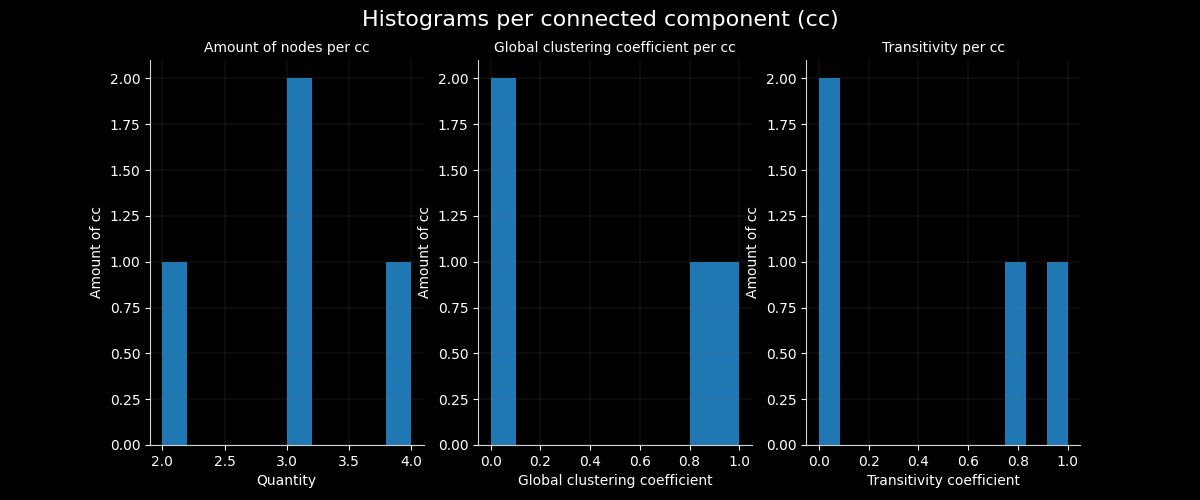 Histograms per connected component (cc)
Amount of nodes per cc
Global clustering coefficient per cc
Transitivity per cc
2.00
1.75
1.50
1.25
1.00
0.75
0.50
0.25
0.00
Amount of cc
2.0 2.5 3.0 3.5 4.0
Quantity
2.00
1.75
1.50
1.25
1.00
0.75
0.50
0.25
0.00
Amount of cc
0.0 0.2 0.4 0.6 0.8 1.0
Global clustering coefficient
2.00
1.75
1.50
1.25
1.00
0.75
0.50
0.25
0.00
Amount of cc
0.0 0.2 0.4 0.6 0.8 1.0
Transitivity coefficient